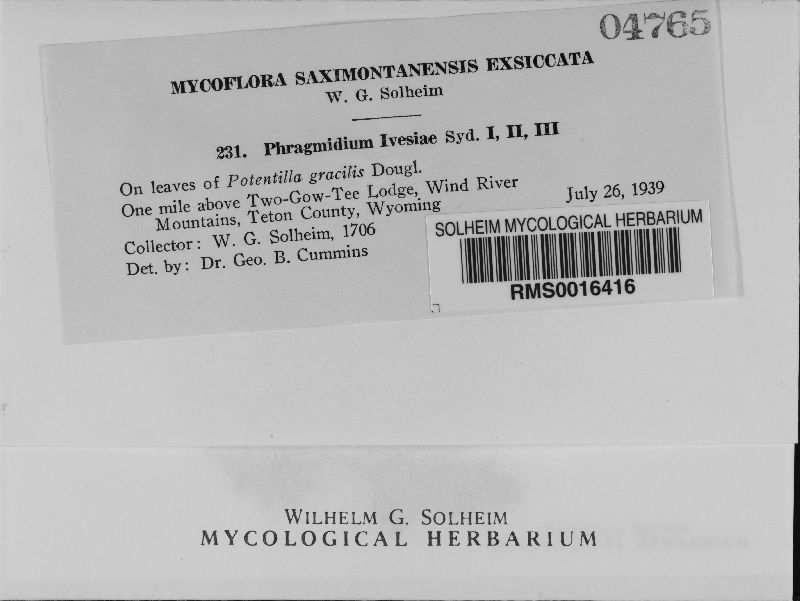 04765
MYCOFLORA SAXIMONTANENSIS EXSICCATA
W. G. Solheim
231. Phragmidium Ivesiae Syd. I, II, III
On leaves of Potentilla gracilis Dougl.
One mile above Two-Gow-Tee Lodge, Wind River
Mountains, Teton County, Wyoming
July 26, 1939
Collector: W. G. Solheim, 1706
Det. by: Dr. Geo. B. Cummins
SOLHEIM MYCOLOGICAL HERBARIUM
RMS0016416
WILHELM G. SOLHEIM
MYCOLOGICAL HERBARIUM